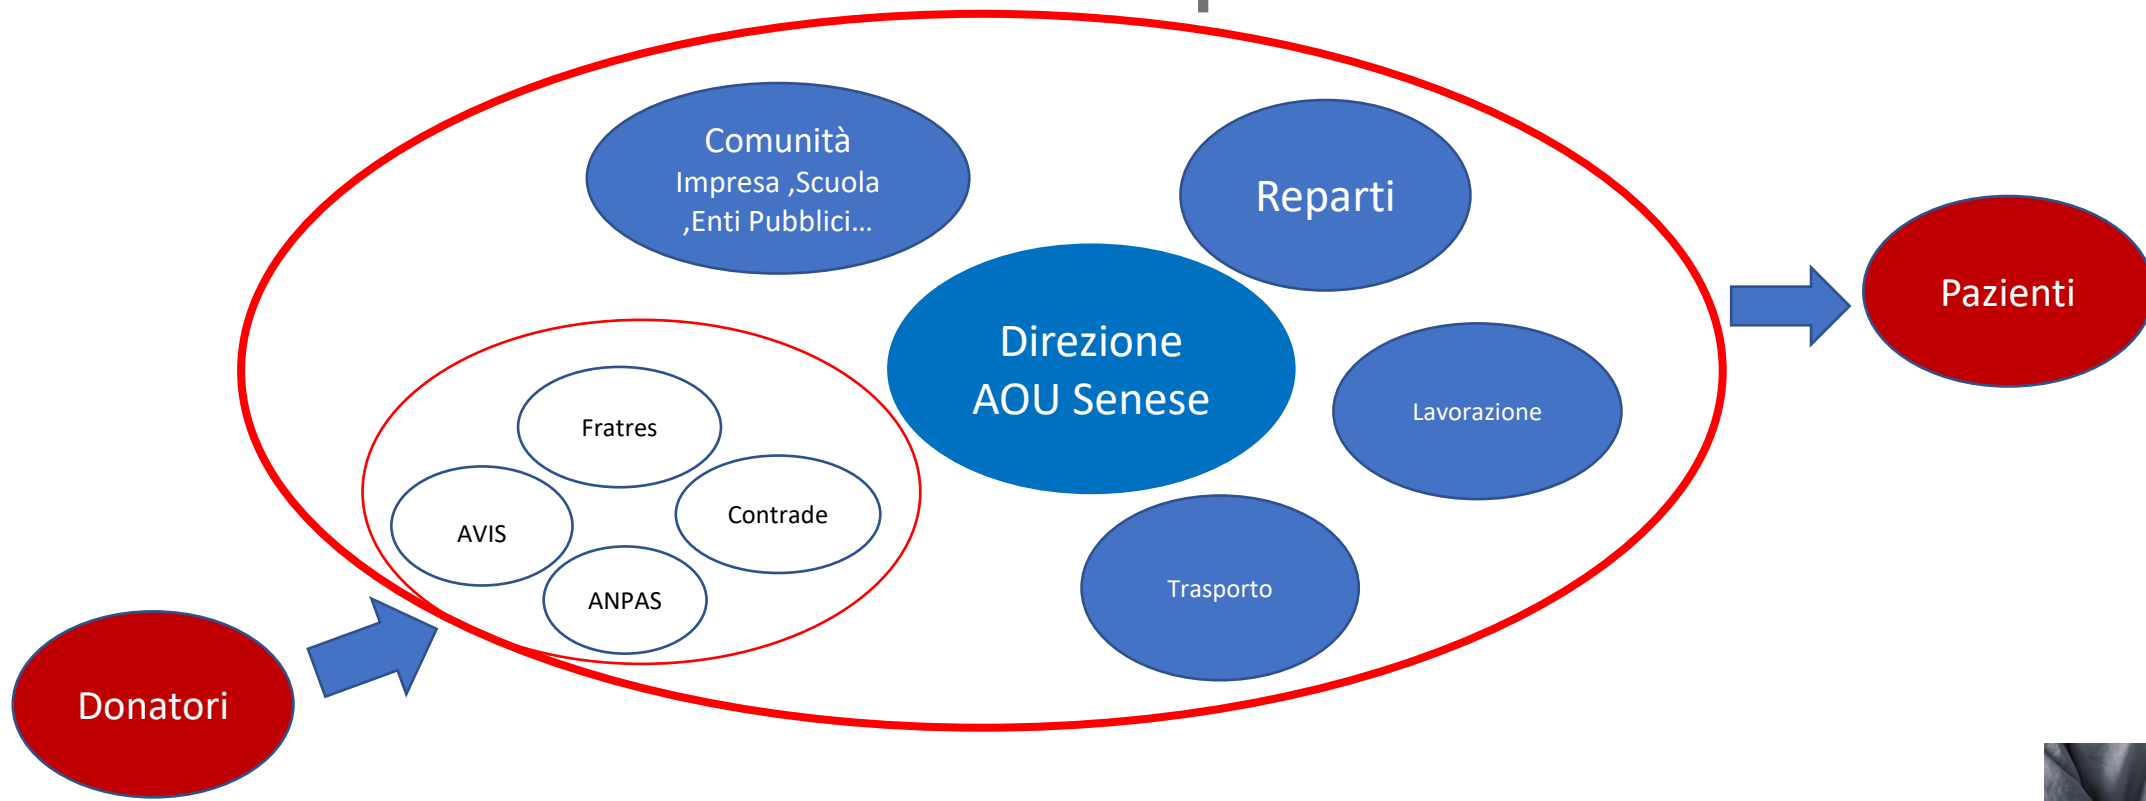 Comunità
Impresa ,Scuola
,Enti Pubblici...
Reparti
Pazienti
Direzione
AOU Senese
Lavorazione
Fratres
Contrade
AVIS
ANPAS
Trasporto
Donatori